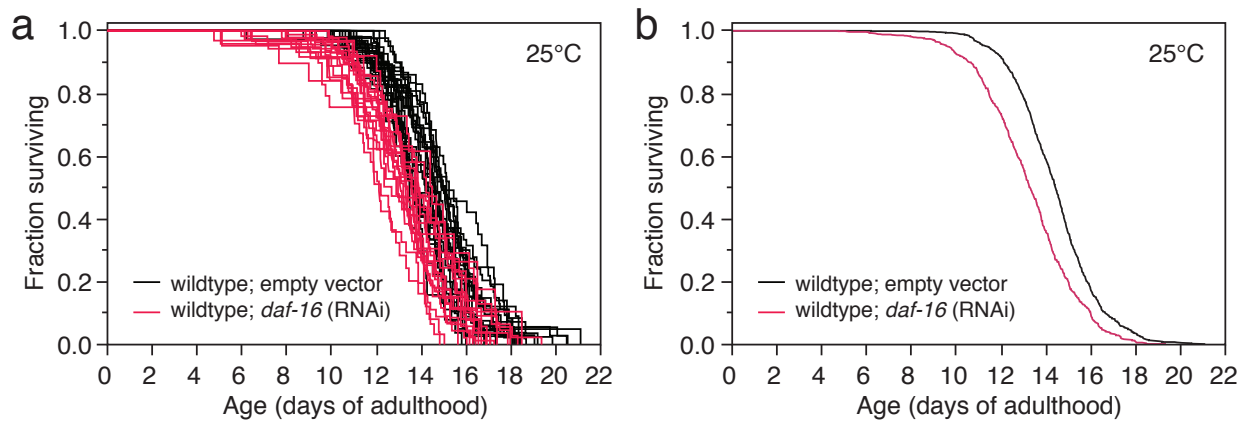 a
1.0
0.8
0.6
0.4
0.2
0.0
Fraction surviving
25°C
wildtype; empty vector
wildtype; daf-16 (RNAi)
0 2 4 6 8 10 12 14 16 18 20 22
Age (days of adulthood)
b
1.0
0.8
0.6
0.4
0.2
0.0
Fraction surviving
25°C
wildtype; empty vector
wildtype; daf-16 (RNAi)
0 2 4 6 8 10 12 14 16 18 20 22
Age (days of adulthood)